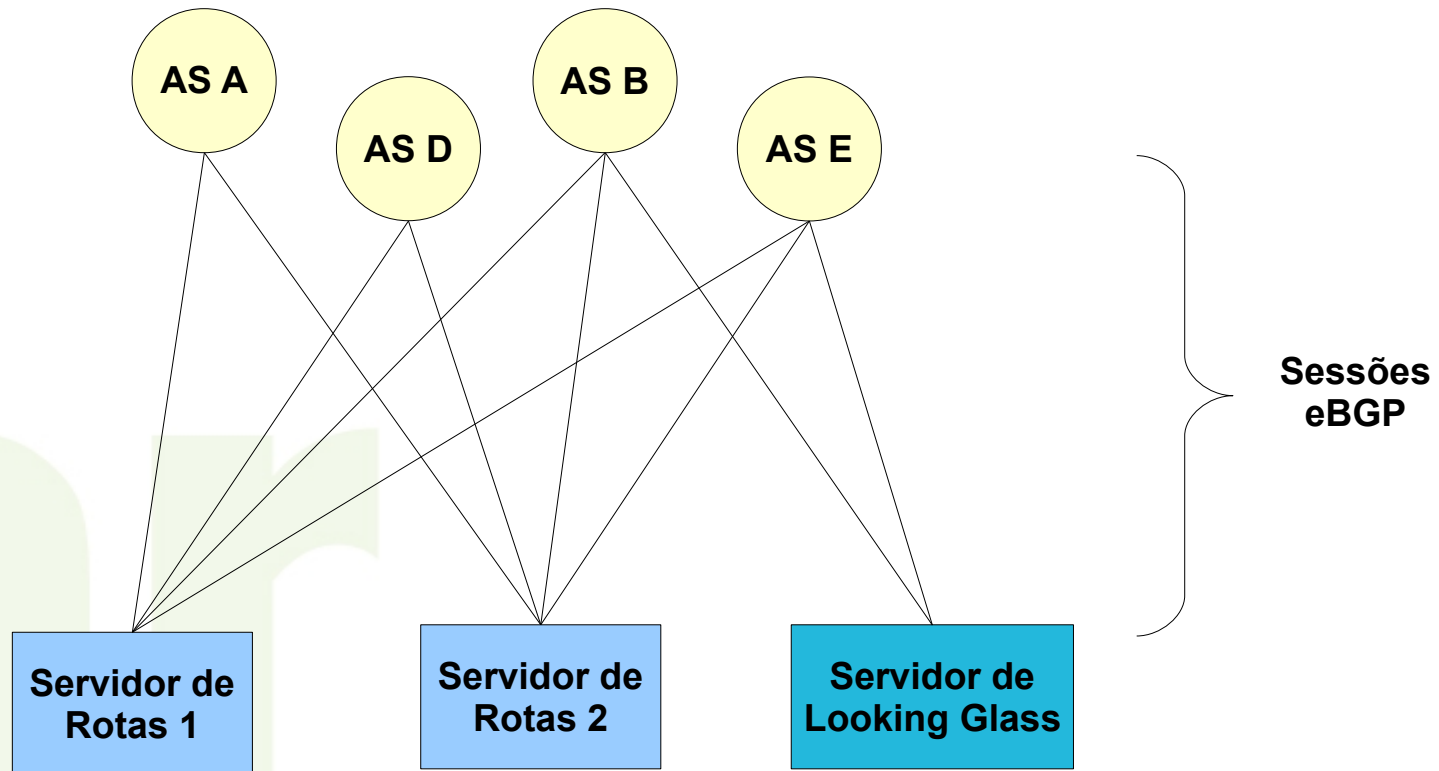 AS A
AS B
AS D
AS E
Sessões
eBGP
Servidor de
Rotas 1
Servidor de
Rotas 2
Servidor de
Looking Glass